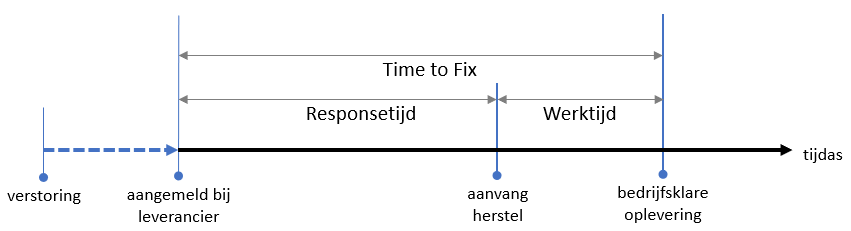 Time to Fix
Responsetijd
Werktijd
tijdas
verstoring
aangemeld bij
leverancier
aanvang
herstel
bedrijfsklare
oplevering